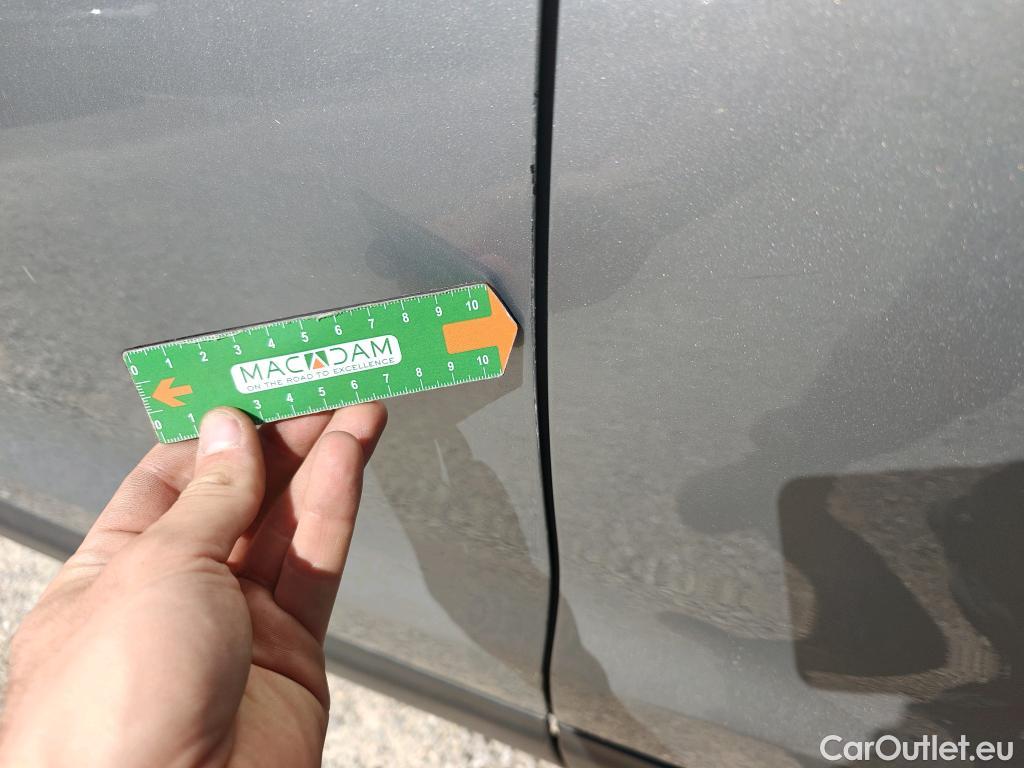 0 1 2 3 4 5 6 7 8 9 10
MACADAM
ON THE ROAD TO EXCELLENCE
0 1 3 4 5 6 7 8 9 10
CarOutlet.eu